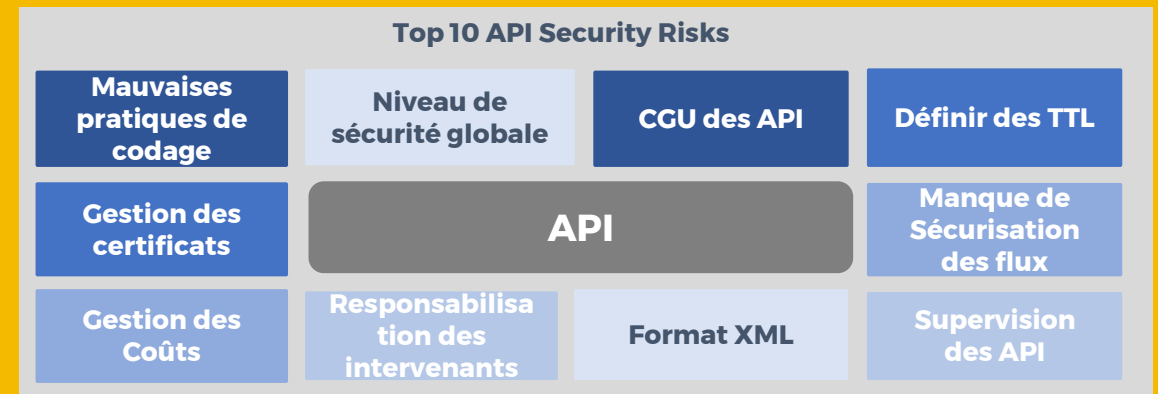 Top 10 API Security Risks
Mauvaises
pratiques de
codage
Niveau de
sécurité globale
CGU des API
Définir des TTL
Gestion des
certificats
API
Manque de
Sécurisation
des flux
Gestion des
Coûts
Responsabilisa
tion des
intervenants
Format XML
Supervision
des API